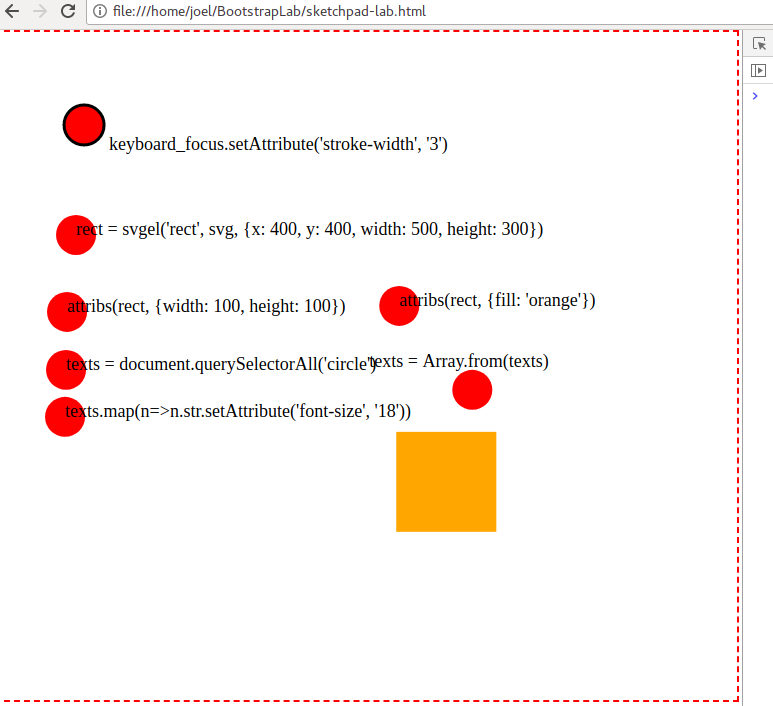 file:///home/joel/BootstrapLab/sketchpad-lab.html
keyboard_focus.setAttribute('stroke-width', '3')
rect = svgel('rect', svg, {x: 400, y: 400, width: 500, height: 300})
attribs(rect, {width: 100, height: 100})
attribs(rect, {fill: 'orange'})
texts = document.querySelectorAll('circle')
texts = Array.from(texts)
texts.map(n=>n.str.setAttribute('font-size', '18'))